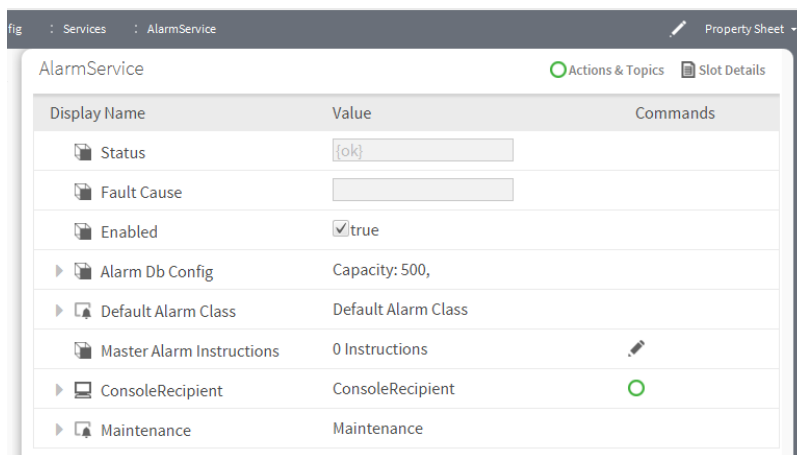 fig : Services : AlarmService Property Sheet
AlarmService Actions & Topics Slot Details
Display Name Value Commands
Status {ok}
Fault Cause
Enabled true
Alarm Db Config Capacity: 500,
Default Alarm Class Default Alarm Class
Master Alarm Instructions 0 Instructions
ConsoleRecipient ConsoleRecipient
Maintenance Maintenance